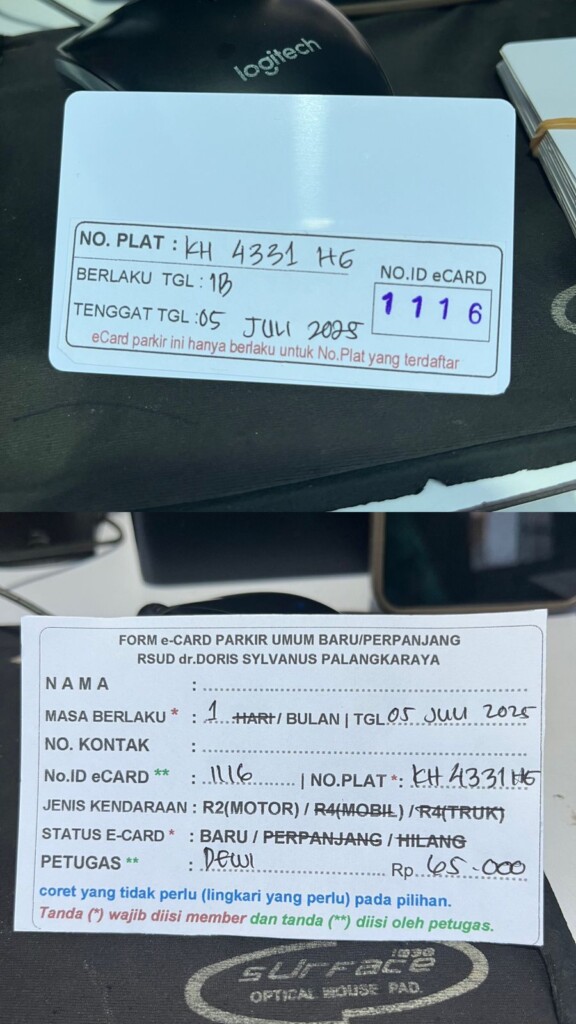 logitech
NO. PLAT : KH 4331 HG
BERLAKU TGL : 1B
NO.ID eCARD
1116
TENGGAT TGL : 05 JULI 2025
eCard parkir ini hanya berlaku untuk No.Plat yang terdaftar
FORM e-CARD PARKIR UMUM BARU/PERPANJANG
RSUD dr.DORIS SYLVANUS PALANGKARAYA
NAMA :
MASA BERLAKU * : 1 HARI / BULAN | TGL 05 JULI 2025
NO. KONTAK :
No.ID eCARD ** : 1116 | NO.PLAT *: KH 4331 HG
JENIS KENDARAAN : R2(MOTOR) / R4(MOBIL) / R4(TRUK)
STATUS E-CARD * : BARU / PERPANJANG / HILANG
PETUGAS ** : DEWI Rp. 65.000
coret yang tidak perlu (lingkari yang perlu) pada pilihan.
Tanda (*) wajib diisi member dan tanda (**) diisi oleh petugas.
1030
surface
OPTICAL MOUSE PAD